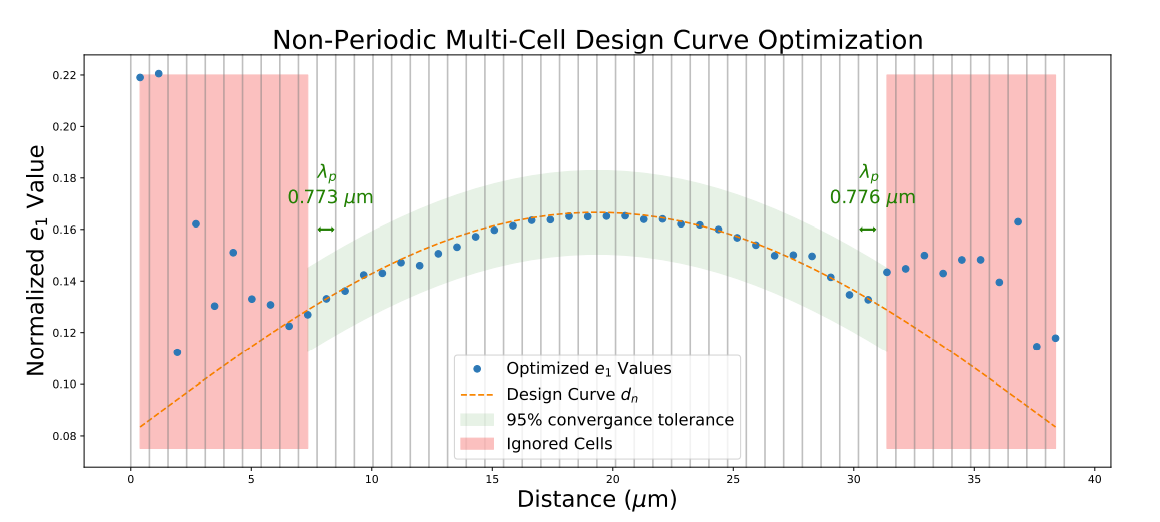 Non-Periodic Multi-Cell Design Curve Optimization
Normalized e₁ Value
0.22
0.20
0.18
0.16
0.14
0.12
0.10
0.08
λₚ
0.773 μm
λₚ
0.776 μm
Optimized e₁ Values
Design Curve dₙ
95% convergance tolerance
Ignored Cells
0
5
10
15
20
25
30
35
40
Distance (μm)